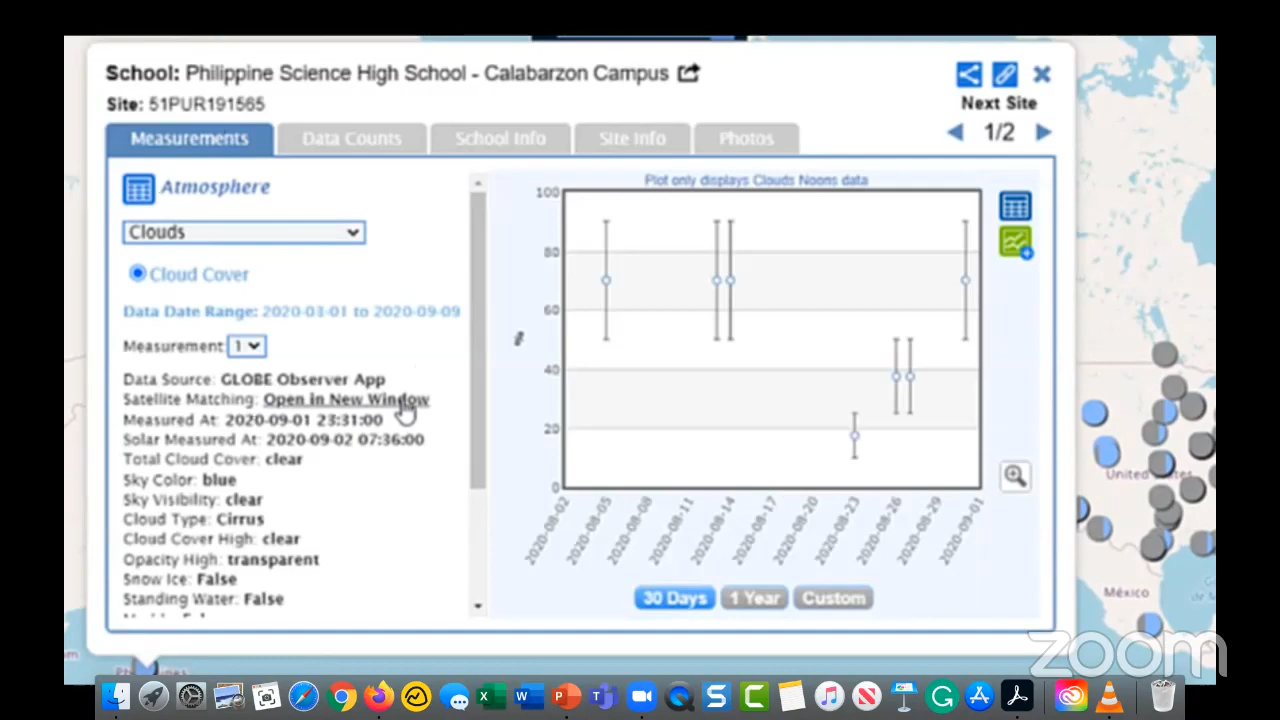 School: Philippine Science High School - Calabarzon Campus
Site: 51PUR191565
Next Site
1/2
Measurements
Data Counts
School Info
Site Info
Photos
Atmosphere
Clouds
Cloud Cover
Data Date Range: 2020-03-01 to 2020-09-09
Measurement: 1
Data Source: GLOBE Observer App
Satellite Matching: Open in New Window
Measured At: 2020-09-01 23:31:00
Solar Measured At: 2020-09-02 07:36:00
Total Cloud Cover: clear
Sky Color: blue
Sky Visibility: clear
Cloud Type: Cirrus
Cloud Cover High: clear
Opacity High: transparent
Snow Ice: False
Standing Water: False
Plot only displays Clouds Noons data
100
80
60
40
20
0
%
2020-08-02
2020-08-05
2020-08-08
2020-08-11
2020-08-14
2020-08-17
2020-08-20
2020-08-23
2020-08-26
2020-08-29
2020-09-01
30 Days
1 Year
Custom
United
México
zoom